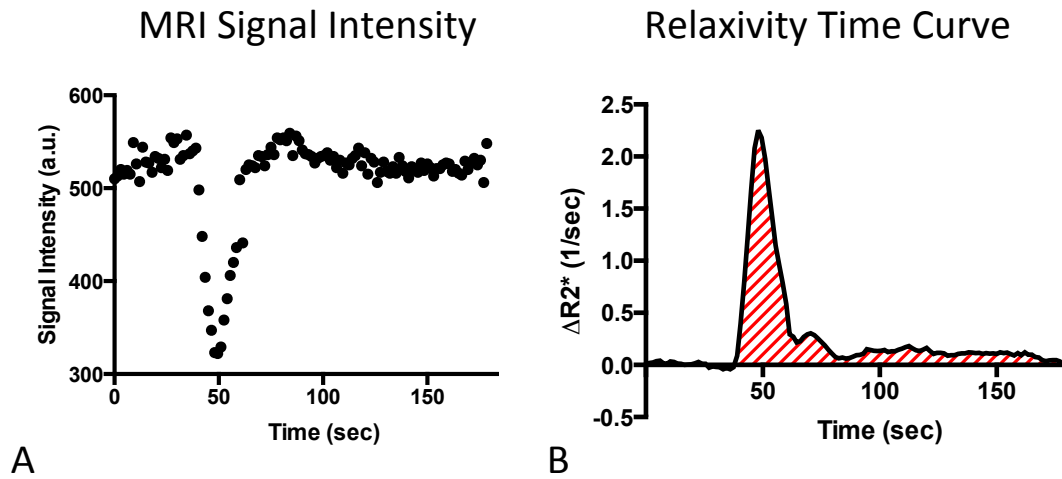 MRI Signal Intensity
Relaxivity Time Curve
600
500
400
300
Signal Intensity (a.u.)
0
50
100
150
Time (sec)
A
2.5
2.0
1.5
1.0
0.5
0.0
-0.5
ΔR2* (1/sec)
50
100
150
Time (sec)
B